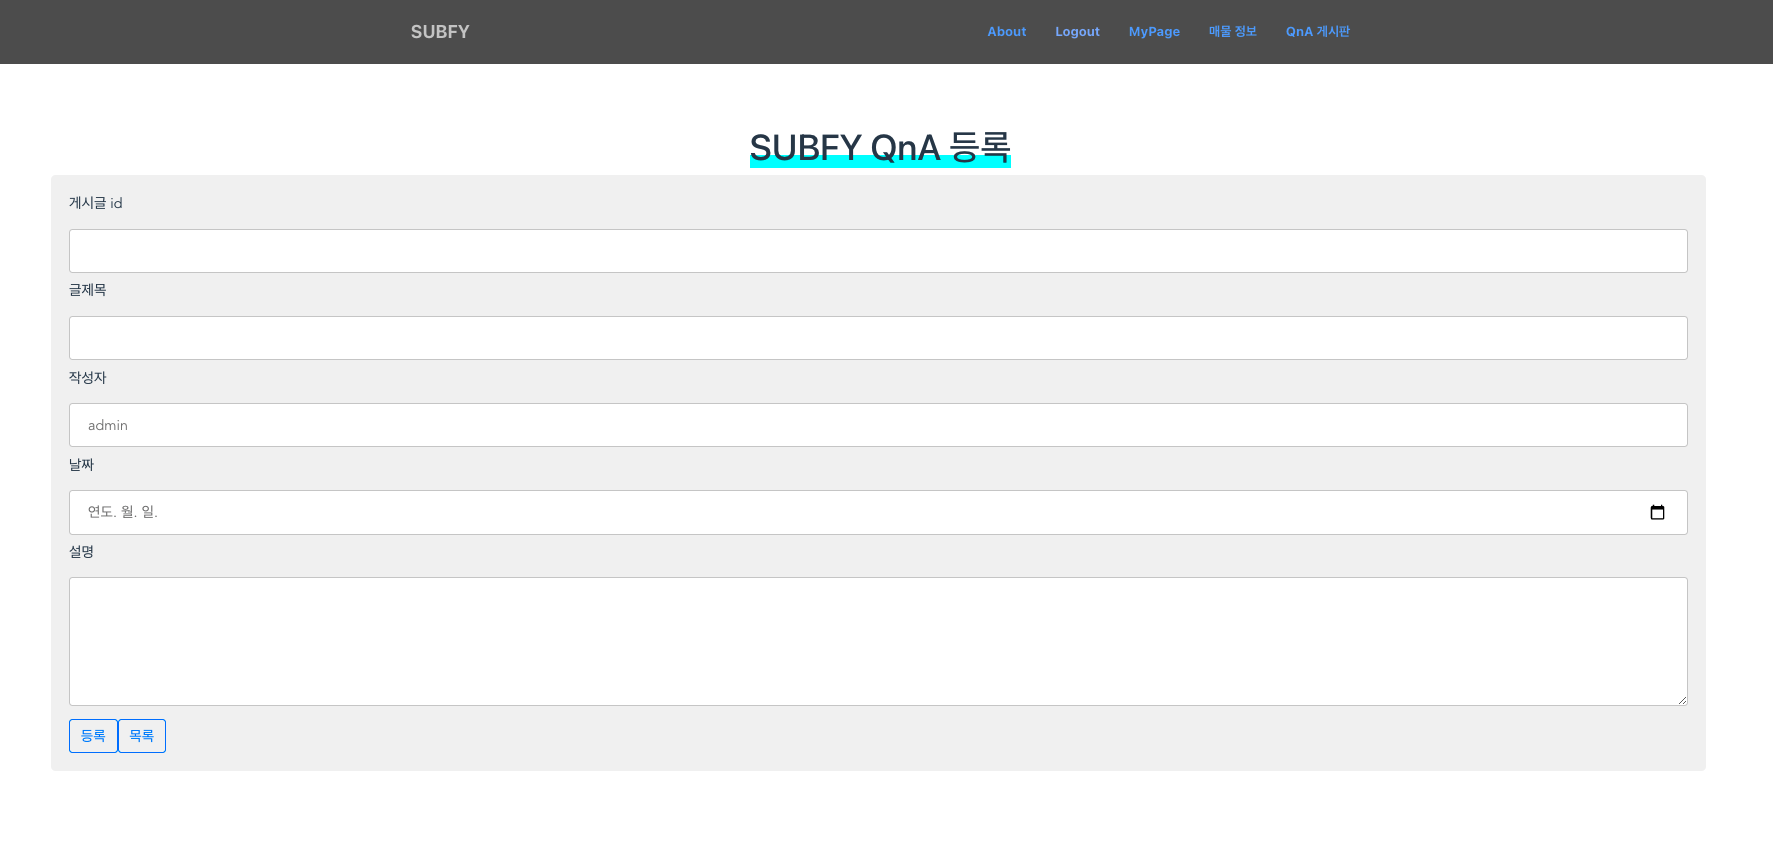 SUBFY About Logout MyPage 매물 정보 QnA 게시판
SUBFY QnA 등록
게시글 id
글제목
작성자
admin
날짜
연도. 월. 일.
설명
등록 목록